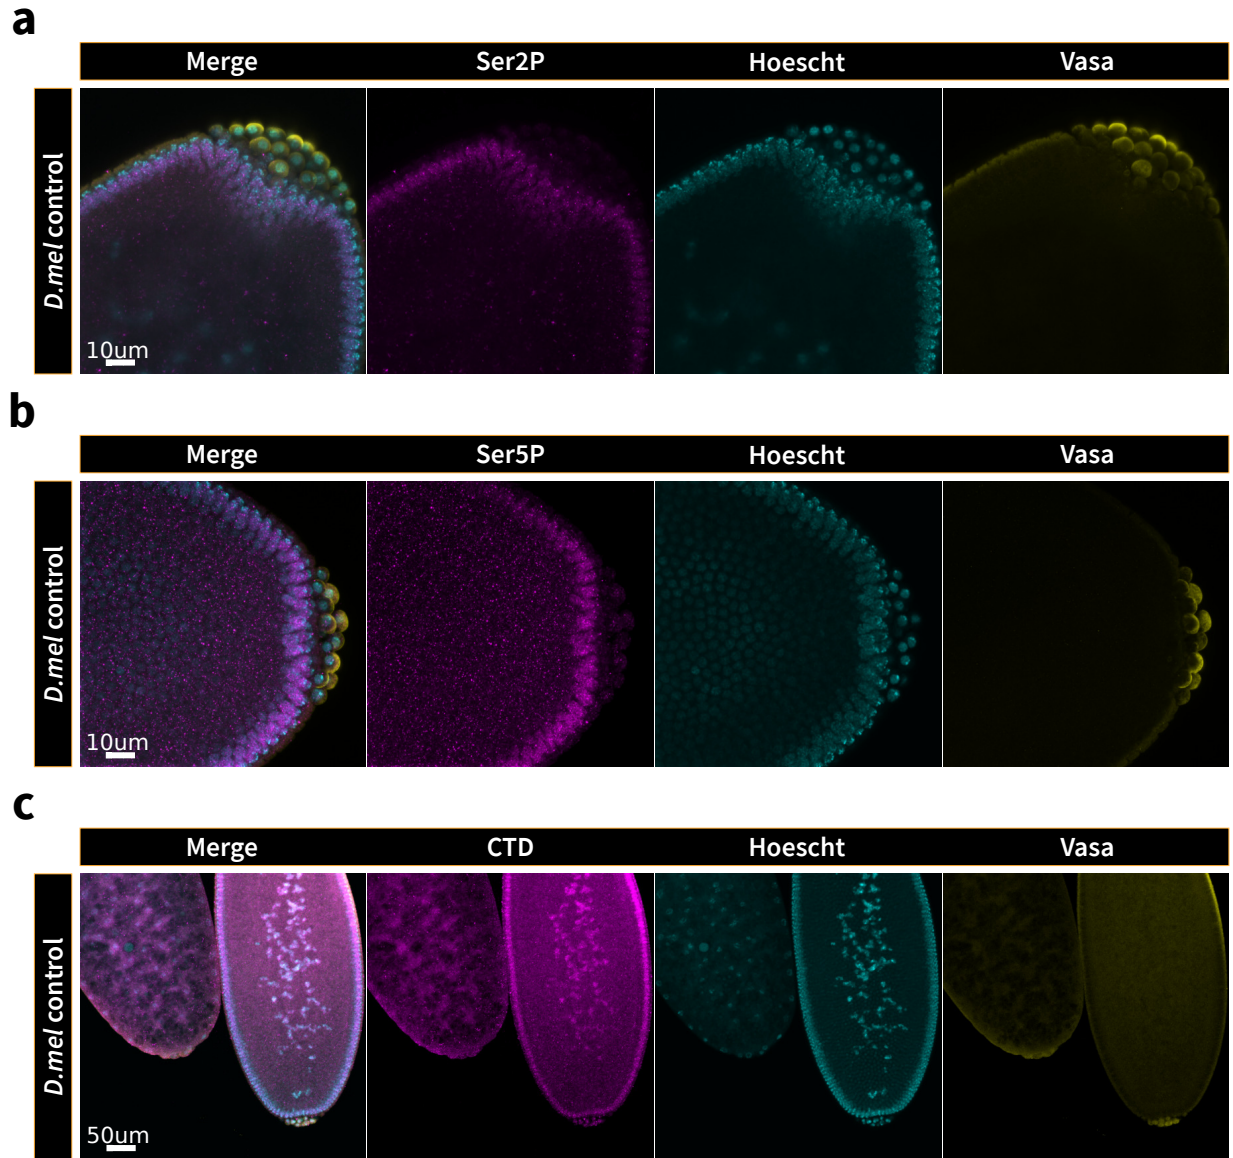 a
Merge Ser2P Hoescht Vasa
D.mel control
10um
b
Merge Ser5P Hoescht Vasa
D.mel control
10um
c
Merge CTD Hoescht Vasa
D.mel control
50um